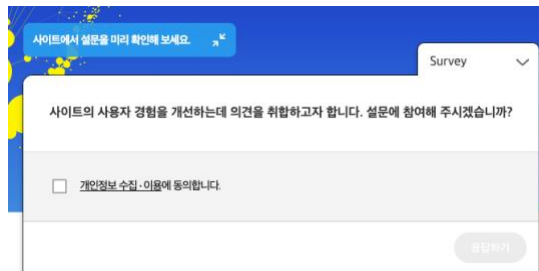 사이트에서 설문을 미리 확인해 보세요.
Survey
사이트의 사용자 경험을 개선하는데 의견을 취합하고자 합니다. 설문에 참여해 주시겠습니까?
개인정보 수집 · 이용에 동의합니다.
응답하기